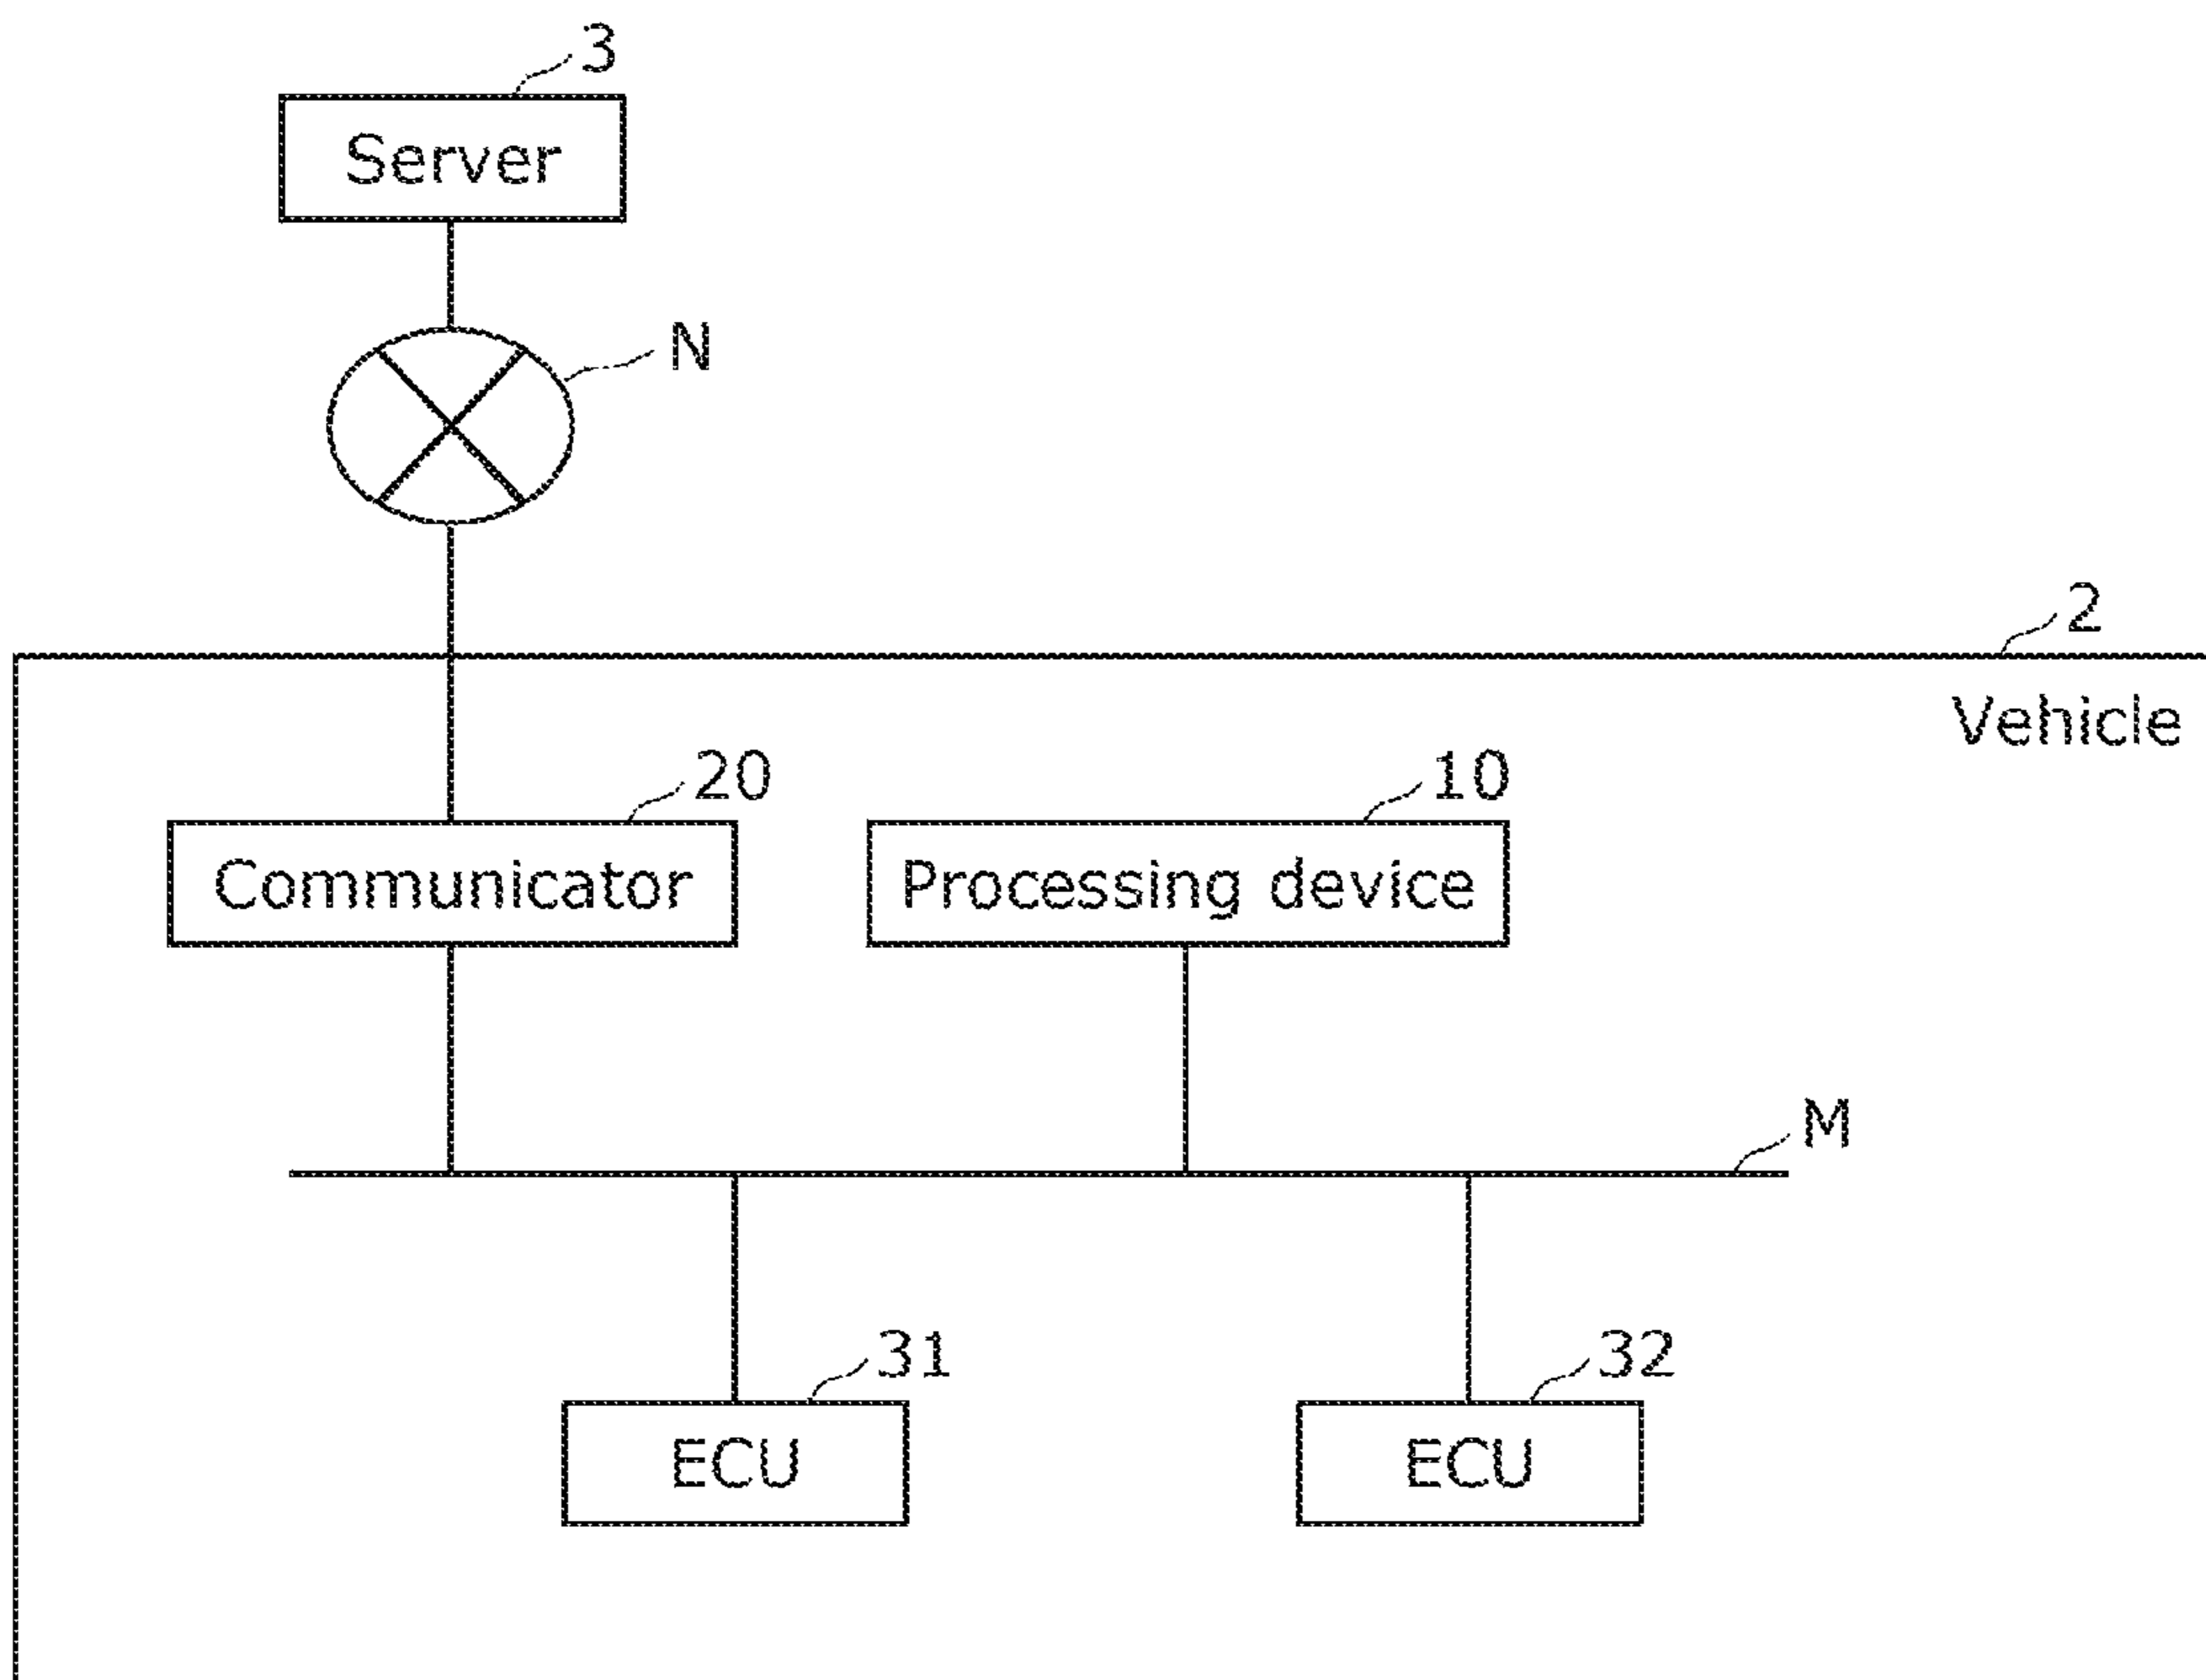 3
Server
N
2
Vehicle
20
10
Communicator
Processing device
M
31
32
ECU
ECU